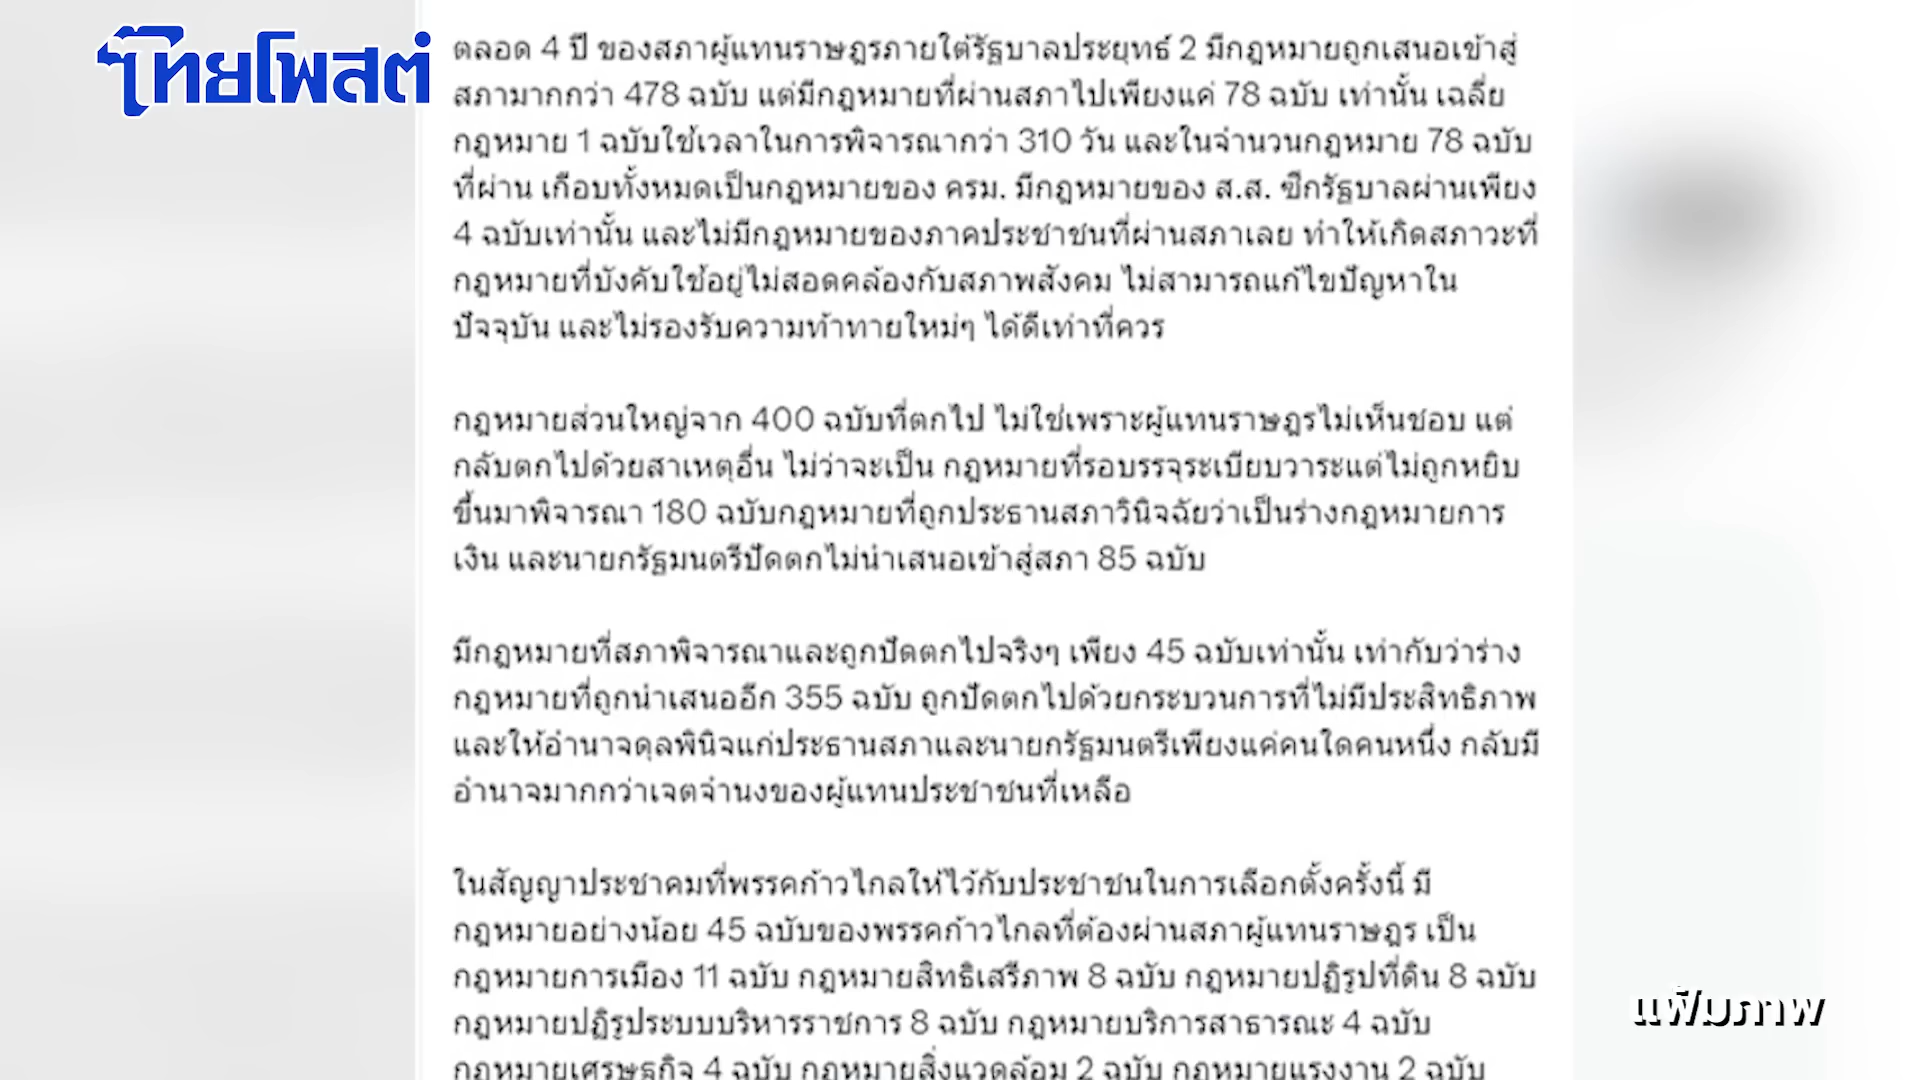 ไทยโพสต์
ตลอด 4 ปี ของสภาผู้แทนราษฎรภายใต้รัฐบาลประยุทธ์ 2 มีกฎหมายถูกเสนอเข้าสู่
สภามากกว่า 478 ฉบับ แต่มีกฎหมายที่ผ่านสภาไปเพียงแค่ 78 ฉบับ เท่านั้น เฉลี่ย
กฎหมาย 1 ฉบับใช้เวลาในการพิจารณากว่า 310 วัน และในจำนวนกฎหมาย 78 ฉบับ
ที่ผ่าน เกือบทั้งหมดเป็นกฎหมายของ ครม. มีกฎหมายของ ส.ส. ซีกรัฐบาลผ่านเพียง
4 ฉบับเท่านั้น และไม่มีกฎหมายของภาคประชาชนที่ผ่านสภาเลย ทำให้เกิดสภาวะที่
กฎหมายที่บังคับใช้อยู่ไม่สอดคล้องกับสภาพสังคม ไม่สามารถแก้ไขปัญหาใน
ปัจจุบัน และไม่รองรับความท้าทายใหม่ๆ ได้ดีเท่าที่ควร
กฎหมายส่วนใหญ่จาก 400 ฉบับที่ตกไป ไม่ใช่เพราะผู้แทนราษฎรไม่เห็นชอบ แต่
กลับตกไปด้วยสาเหตุอื่น ไม่ว่าจะเป็น กฎหมายที่รอบรรจุระเบียบวาระแต่ไม่ถูกหยิบ
ขึ้นมาพิจารณา 180 ฉบับกฎหมายที่ถูกประธานสภาวินิจฉัยว่าเป็นร่างกฎหมายการ
เงิน และนายกรัฐมนตรีปัดตกไม่นำเสนอเข้าสู่สภา 85 ฉบับ
มีกฎหมายที่สภาพิจารณาและถูกปัดตกไปจริงๆ เพียง 45 ฉบับเท่านั้น เท่ากับว่าร่าง
กฎหมายที่ถูกนำเสนออีก 355 ฉบับ ถูกปัดตกไปด้วยกระบวนการที่ไม่มีประสิทธิภาพ
และให้อำนาจดุลพินิจแก่ประธานสภาและนายกรัฐมนตรีเพียงแค่คนใดคนหนึ่ง กลับมี
อำนาจมากกว่าเจตจำนงของผู้แทนประชาชนที่เหลือ
ในสัญญาประชาคมที่พรรคก้าวไกลให้ไว้กับประชาชนในการเลือกตั้งครั้งนี้ มี
กฎหมายอย่างน้อย 45 ฉบับของพรรคก้าวไกลที่ต้องผ่านสภาผู้แทนราษฎร เป็น
กฎหมายการเมือง 11 ฉบับ กฎหมายสิทธิเสรีภาพ 8 ฉบับ กฎหมายปฏิรูปที่ดิน 8 ฉบับ
กฎหมายปฏิรูประบบบริหารราชการ 8 ฉบับ กฎหมายบริการสาธารณะ 4 ฉบับ
กฎหมายเศรษฐกิจ 4 ฉบับ กฎหมายสิ่งแวดล้อม 2 ฉบับ กฎหมายแรงงาน 2 ฉบับ
แฟ้มภาพ